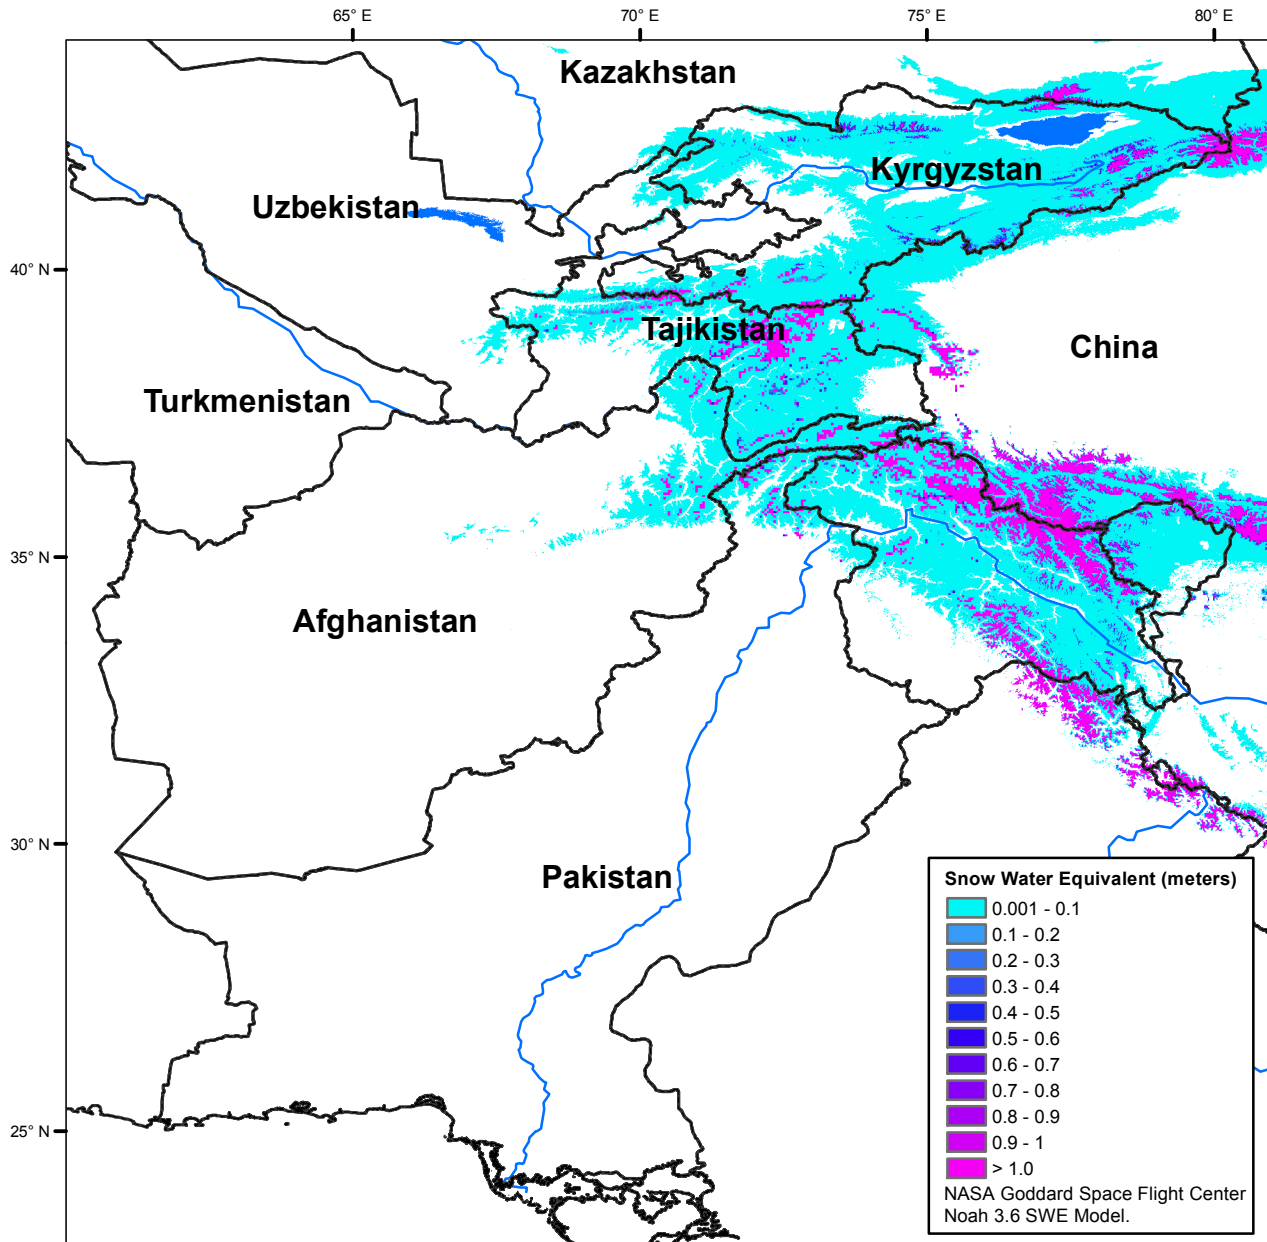 65° E
70° E
75° E
80° E
Kazakhstan
Kyrgyzstan
Uzbekistan
40° N
Tajikistan
China
Turkmenistan
35° N
Afghanistan
30° N
Pakistan
25° N
Snow Water Equivalent (meters)
0.001 - 0.1
0.1 - 0.2
0.2 - 0.3
0.3 - 0.4
0.4 - 0.5
0.5 - 0.6
0.6 - 0.7
0.7 - 0.8
0.8 - 0.9
0.9 - 1
> 1.0
NASA Goddard Space Flight Center
Noah 3.6 SWE Model.